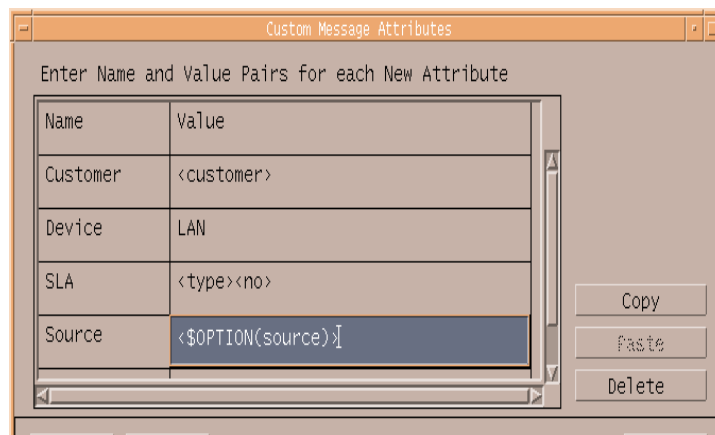 Custom Message Attributes
Enter Name and Value Pairs for each New Attribute
Name Value
Customer <customer>
Device LAN
SLA <type><no>
Source <$OPTION(source)>
Copy
Paste
Delete